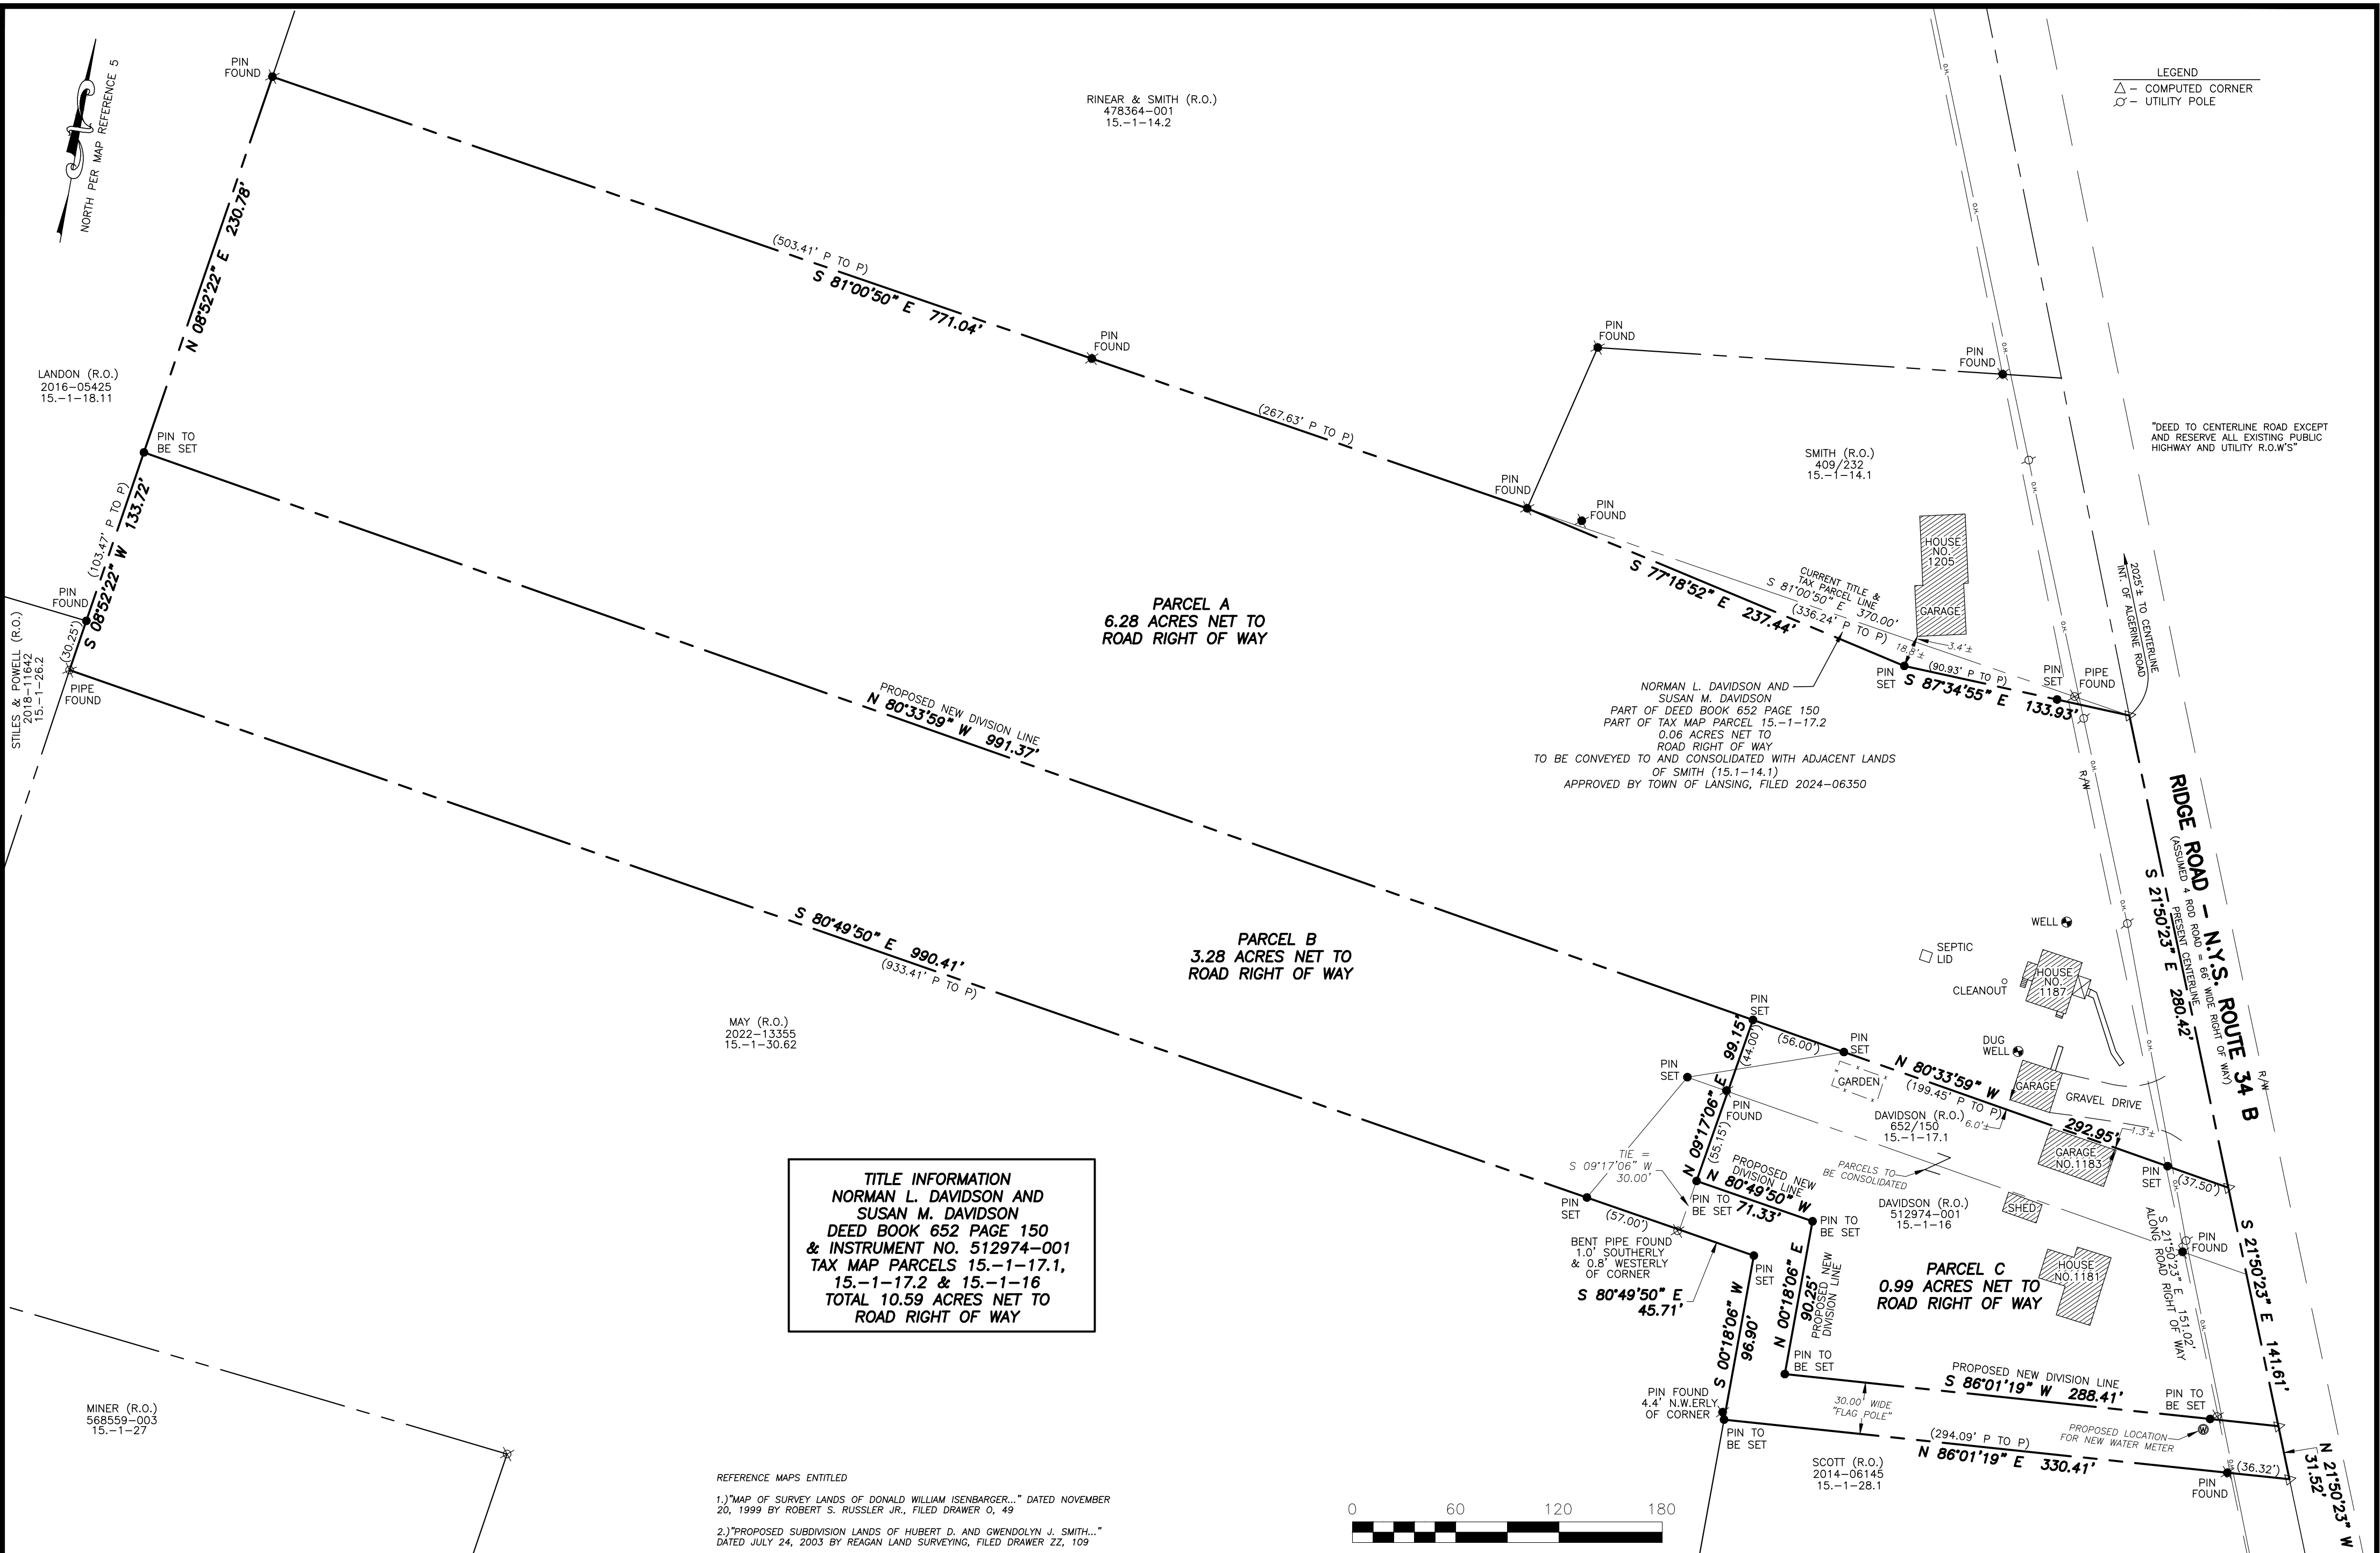 NORTH PER MAP REFERENCE 5
PIN
FOUND
RINEAR & SMITH (R.O.)
478364-001
15.-1-14.2
LEGEND
△ - COMPUTED CORNER
- UTILITY POLE
N 08°52'22" E 230.78'
(503.41' P TO P)
S 81°00'50" E 771.04'
PIN
FOUND
PIN
FOUND
PIN
FOUND
LANDON (R.O.)
2016-05425
15.-1-18.11
PIN TO
BE SET
(267.63' P TO P)
"DEED TO CENTERLINE ROAD EXCEPT
AND RESERVE ALL EXISTING PUBLIC
HIGHWAY AND UTILITY R.O.W'S"
SMITH (R.O.)
409/232
15.-1-14.1
PIN
FOUND
PIN
FOUND
(103.47' P TO P)
S 08°52'22" W 133.72'
PIN
FOUND
(30.25')
STILES & POWELL (R.O.)
2018-11642
15.-1-26.2
PIPE
FOUND
HOUSE
NO.
1205
GARAGE
CURRENT TITLE &
TAX PARCEL LINE
S 81°00'50" E 370.00'
(336.24' P TO P)
S 77°18'52" E 237.44'
18.8'±
3.4'±
2025'± TO CENTERLINE
INT. OF ALGERINE ROAD
PARCEL A
6.28 ACRES NET TO
ROAD RIGHT OF WAY
PIN
SET
(90.93' P TO P)
S 87°34'55" E 133.93'
PIN
SET
PIPE
FOUND
NORMAN L. DAVIDSON AND
SUSAN M. DAVIDSON
PART OF DEED BOOK 652 PAGE 150
PART OF TAX MAP PARCEL 15.-1-17.2
0.06 ACRES NET TO
ROAD RIGHT OF WAY
TO BE CONVEYED TO AND CONSOLIDATED WITH ADJACENT LANDS
OF SMITH (15.1-14.1)
APPROVED BY TOWN OF LANSING, FILED 2024-06350
PROPOSED NEW DIVISION LINE
N 80°33'59" W 991.37'
R/W
O.H.
RIDGE ROAD - N.Y.S. ROUTE 34 B
(ASSUMED 4 ROD ROAD = 66' WIDE RIGHT OF WAY)
PRESENT CENTERLINE
S 21°50'23" E 280.42'
R/W
S 80°49'50" E 990.41'
(933.41' P TO P)
PARCEL B
3.28 ACRES NET TO
ROAD RIGHT OF WAY
WELL
SEPTIC
LID
CLEANOUT
HOUSE
NO.
1187
MAY (R.O.)
2022-13355
15.-1-30.62
PIN
SET
(56.00')
PIN
SET
99.15'
(44.00')
N 09°17'06" E
(55.15')
PIN
SET
PIN
FOUND
DUG
WELL
GARAGE
GRAVEL DRIVE
GARDEN
N 80°33'59" W
292.95'
(199.45' P TO P)
6.0'±
1.3'±
DAVIDSON (R.O.)
652/150
15.-1-17.1
GARAGE
NO.1183
PIN
SET
(37.50')
TIE =
S 09°17'06" W
30.00'
PROPOSED NEW
DIVISION LINE
N 80°49'50" W
71.33'
PARCELS TO
BE CONSOLIDATED
DAVIDSON (R.O.)
512974-001
15.-1-16
SHED
PIN
SET
(57.00')
PIN TO
BE SET
PIN TO
BE SET
BENT PIPE FOUND
1.0' SOUTHERLY
& 0.8' WESTERLY
OF CORNER
S 80°49'50" E
45.71'
PIN
SET
S 00°18'06" W
96.90'
N 00°18'06" E
90.25'
PROPOSED NEW
DIVISION LINE
PARCEL C
0.99 ACRES NET TO
ROAD RIGHT OF WAY
HOUSE
NO.1181
PIN
FOUND
S 21°50'23" E 151.02'
ALONG ROAD RIGHT OF WAY
S 21°50'23" E 141.61'
TITLE INFORMATION
NORMAN L. DAVIDSON AND
SUSAN M. DAVIDSON
DEED BOOK 652 PAGE 150
& INSTRUMENT NO. 512974-001
TAX MAP PARCELS 15.-1-17.1,
15.-1-17.2 & 15.-1-16
TOTAL 10.59 ACRES NET TO
ROAD RIGHT OF WAY
PIN TO
BE SET
PROPOSED NEW DIVISION LINE
S 86°01'19" W 288.41'
PIN TO
BE SET
PIN FOUND
4.4' N.W.ERLY
OF CORNER
30.00' WIDE
"FLAG POLE"
PROPOSED LOCATION
FOR NEW WATER METER
W
PIN TO
BE SET
(294.09' P TO P)
N 86°01'19" E 330.41'
(36.32')
PIN
FOUND
N 21°50'23" W
31.52'
SCOTT (R.O.)
2014-06145
15.-1-28.1
MINER (R.O.)
568559-003
15.-1-27
REFERENCE MAPS ENTITLED
1.)"MAP OF SURVEY LANDS OF DONALD WILLIAM ISENBARGER..." DATED NOVEMBER
20, 1999 BY ROBERT S. RUSSLER JR., FILED DRAWER O, 49
2.)"PROPOSED SUBDIVISION LANDS OF HUBERT D. AND GWENDOLYN J. SMITH..."
DATED JULY 24, 2003 BY REAGAN LAND SURVEYING, FILED DRAWER ZZ, 109
0 60 120 180